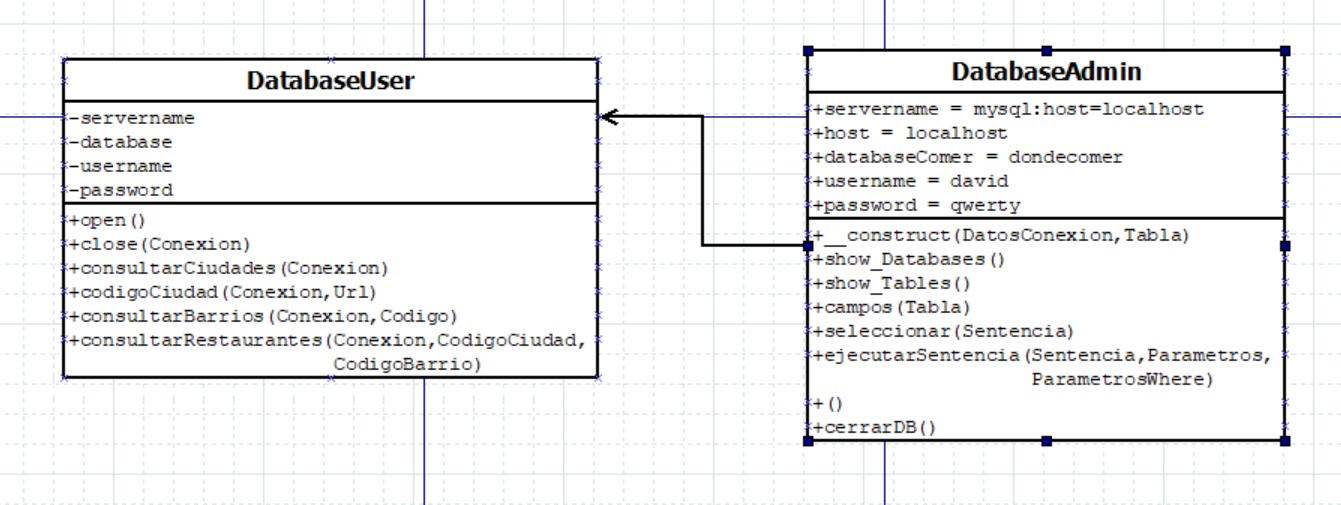 DatabaseUser
-servername
-database
-username
-password
+open()
+close(Conexion)
+consultarCiudades(Conexion)
+codigoCiudad(Conexion,Url)
+consultarBarrios(Conexion,Codigo)
+consultarRestaurantes(Conexion,CodigoCiudad,
CodigoBarrio)
DatabaseAdmin
+servername = mysql:host=localhost
+host = localhost
+databaseComer = dondecomer
+username = david
+password = qwerty
+__construct(DatosConexion,Tabla)
+show_Databases()
+show_Tables()
+campos(Tabla)
+seleccionar(Sentencia)
+ejecutarSentencia(Sentencia,Parametros,
ParametrosWhere)
+()
+cerrarDB()